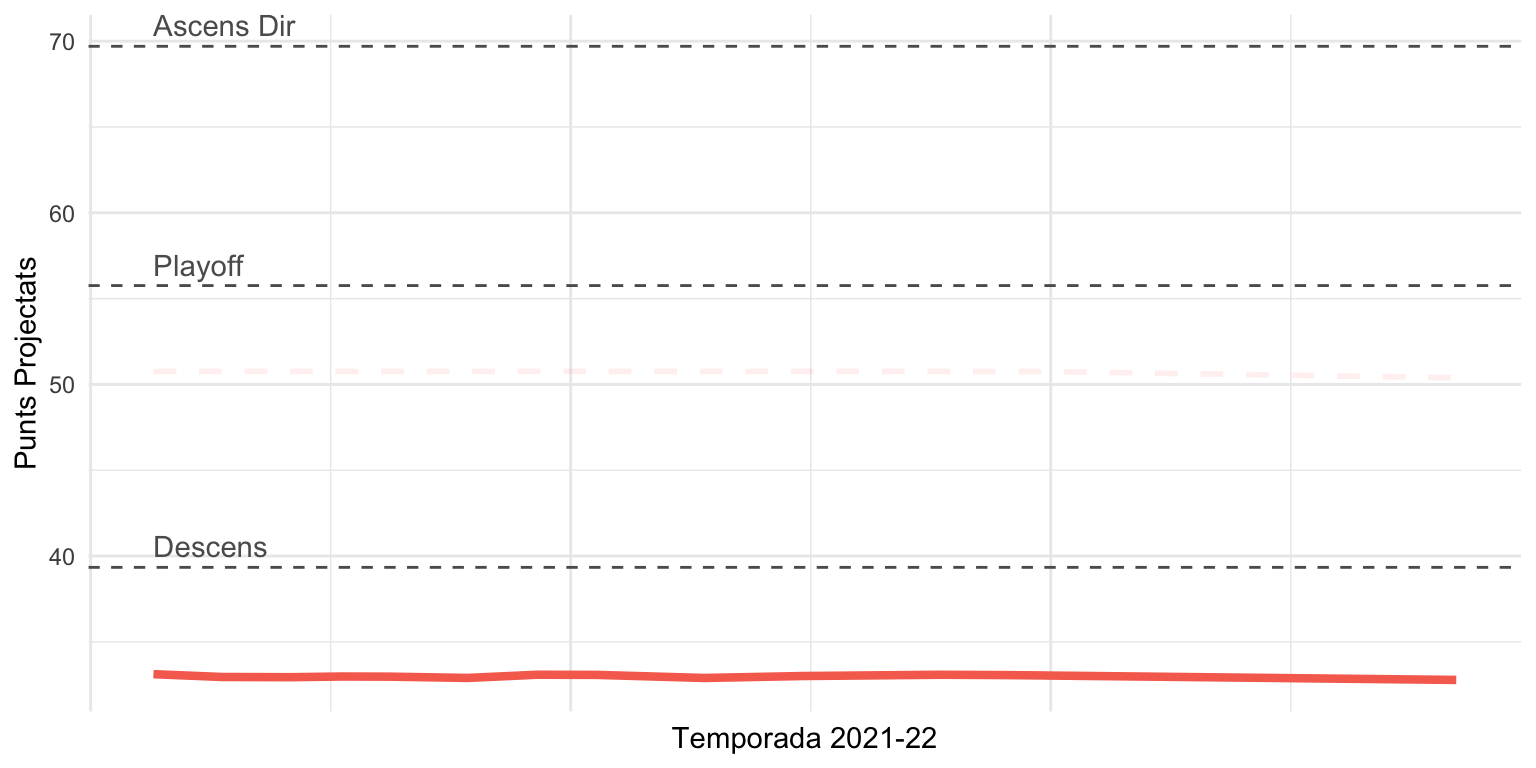 Ascens Dir
70
60
Playoff
Punts Projectats
50
Descens
40
Temporada 2021-22